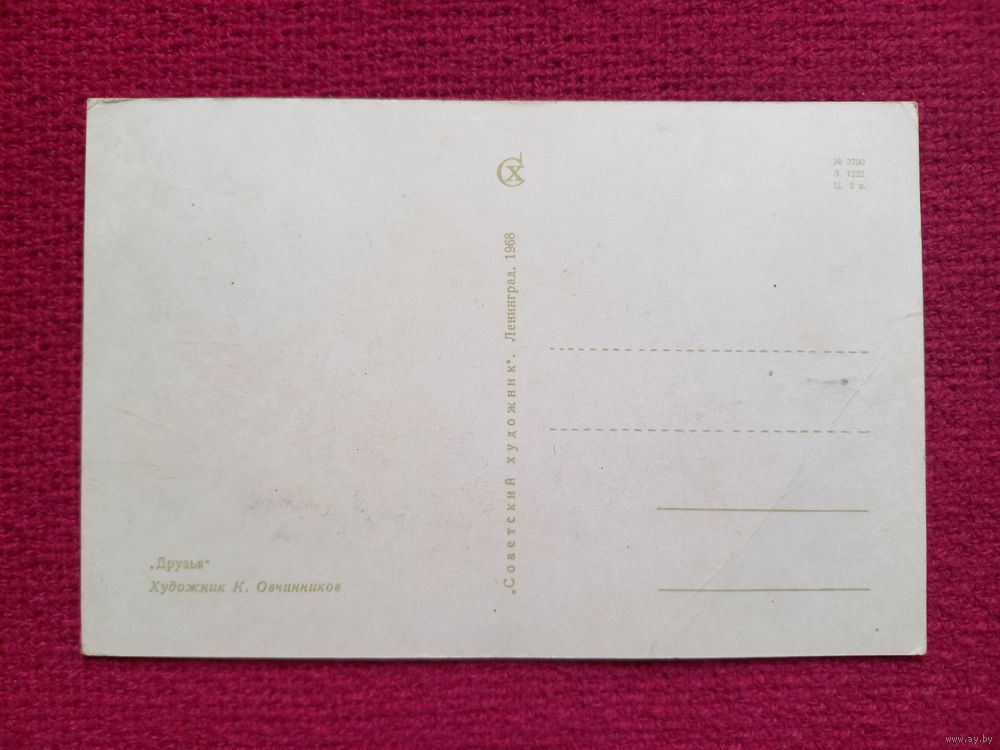 СХ
№ 3700
З. 1222
Ц. 2 к.
„Советский художник“. Ленинград. 1968
„Друзья“
Художник К. Овчинников
www.ay.by